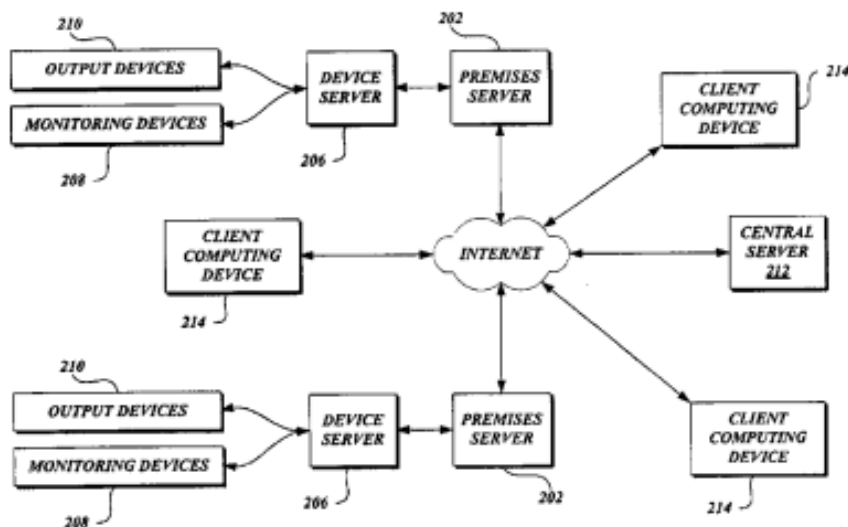 210
OUTPUT DEVICES
MONITORING DEVICES
208
DEVICE
SERVER
206
202
PREMISES
SERVER
CLIENT
COMPUTING
DEVICE
214
CLIENT
COMPUTING
DEVICE
214
INTERNET
CENTRAL
SERVER
212
210
OUTPUT DEVICES
MONITORING DEVICES
208
DEVICE
SERVER
206
PREMISES
SERVER
202
CLIENT
COMPUTING
DEVICE
214